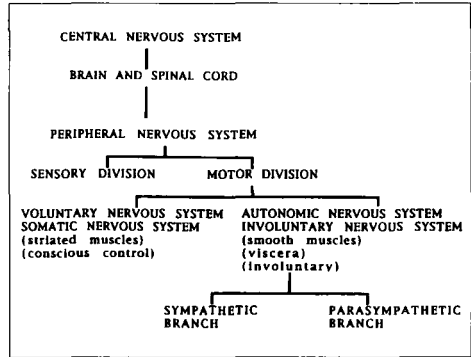 CENTRAL NERVOUS SYSTEM
BRAIN AND SPINAL CORD
PERIPHERAL NERVOUS SYSTEM
SENSORY DIVISION MOTOR DIVISION
VOLUNTARY NERVOUS SYSTEM
SOMATIC NERVOUS SYSTEM
(striated muscles)
(conscious control)
AUTONOMIC NERVOUS SYSTEM
INVOLUNTARY NERVOUS SYSTEM
(smooth muscles)
(viscera)
(involuntary)
SYMPATHETIC
BRANCH
PARASYMPATHETIC
BRANCH